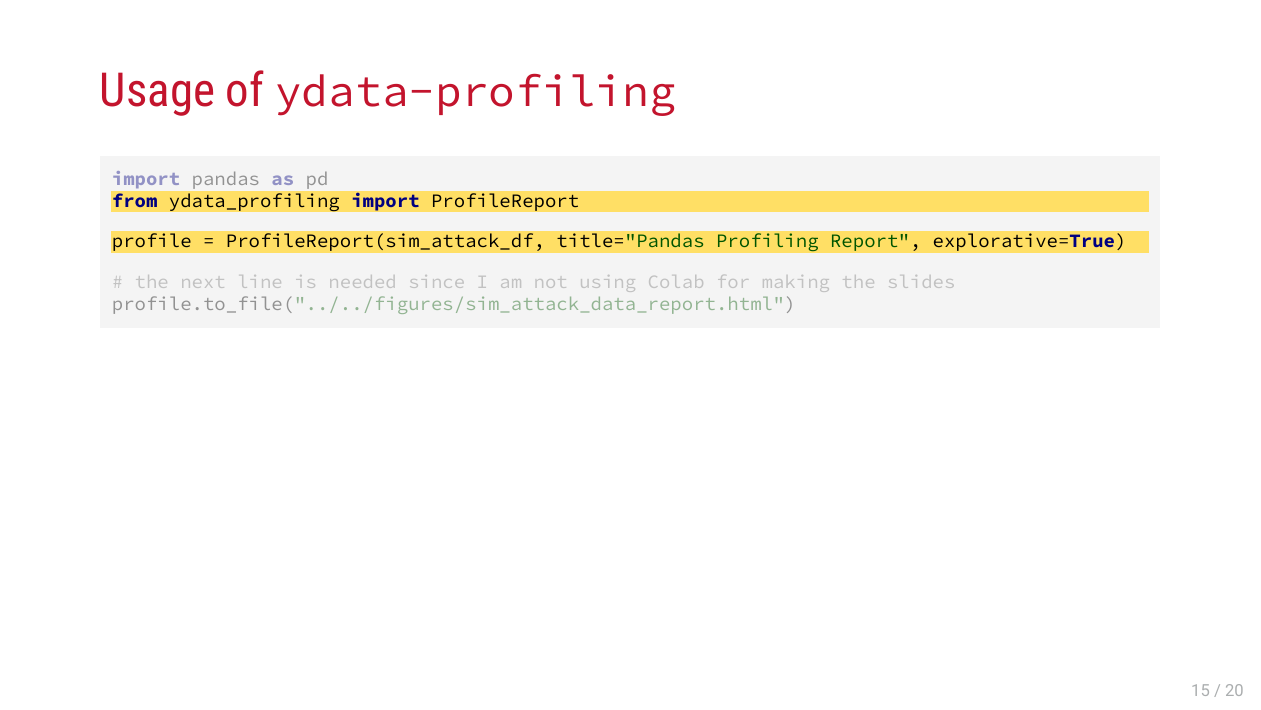 Usage of ydata-profiling
import pandas as pd
from ydata_profiling import ProfileReport
profile = ProfileReport(sim_attack_df, title="Pandas Profiling Report", explorative=True)
# the next line is needed since I am not using Colab for making the slides
profile.to_file("../../figures/sim_attack_data_report.html")
15 / 20